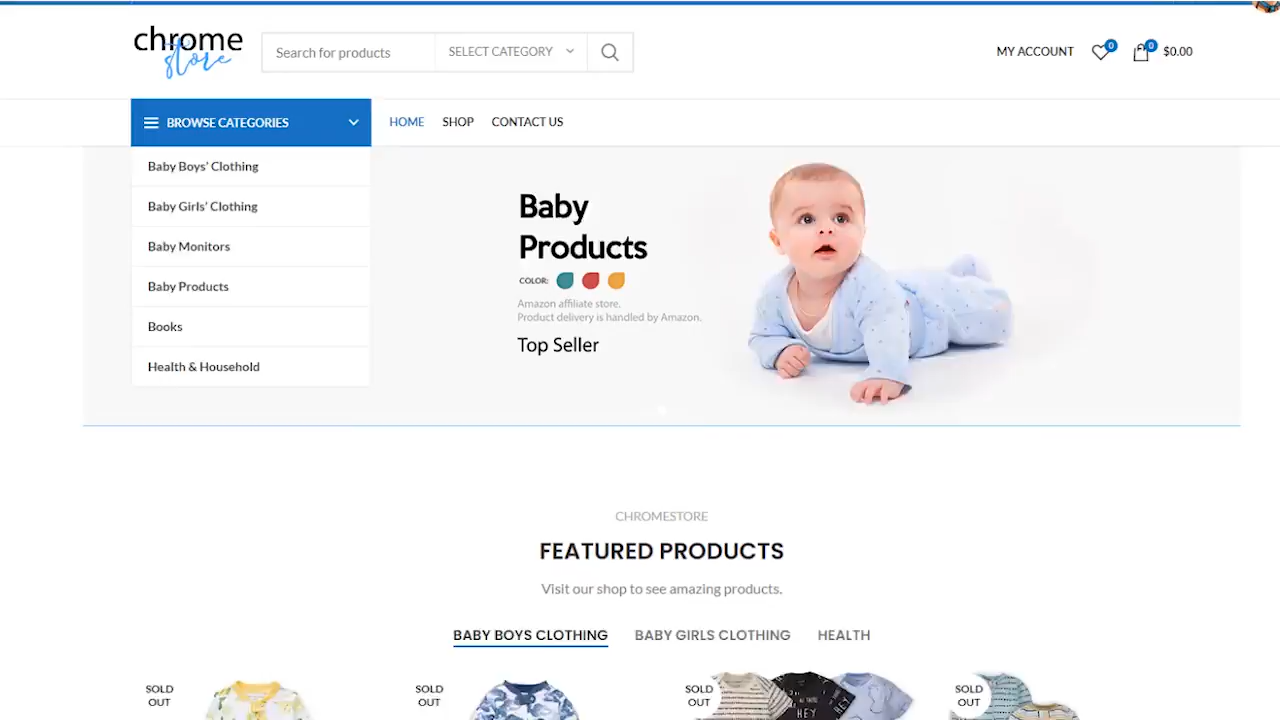 chrome
store
Search for products
SELECT CATEGORY
MY ACCOUNT
0
0
$0.00
BROWSE CATEGORIES
HOME
SHOP
CONTACT US
Baby Boys' Clothing
Baby Girls' Clothing
Baby Monitors
Baby Products
Books
Health & Household
Baby
Products
COLOR:
Amazon affiliate store.
Product delivery is handled by Amazon.
Top Seller
CHROMESTORE
FEATURED PRODUCTS
Visit our shop to see amazing products.
BABY BOYS CLOTHING
BABY GIRLS CLOTHING
HEALTH
SOLD
OUT
SOLD
OUT
SOLD
OUT
HEY
SOLD
OUT